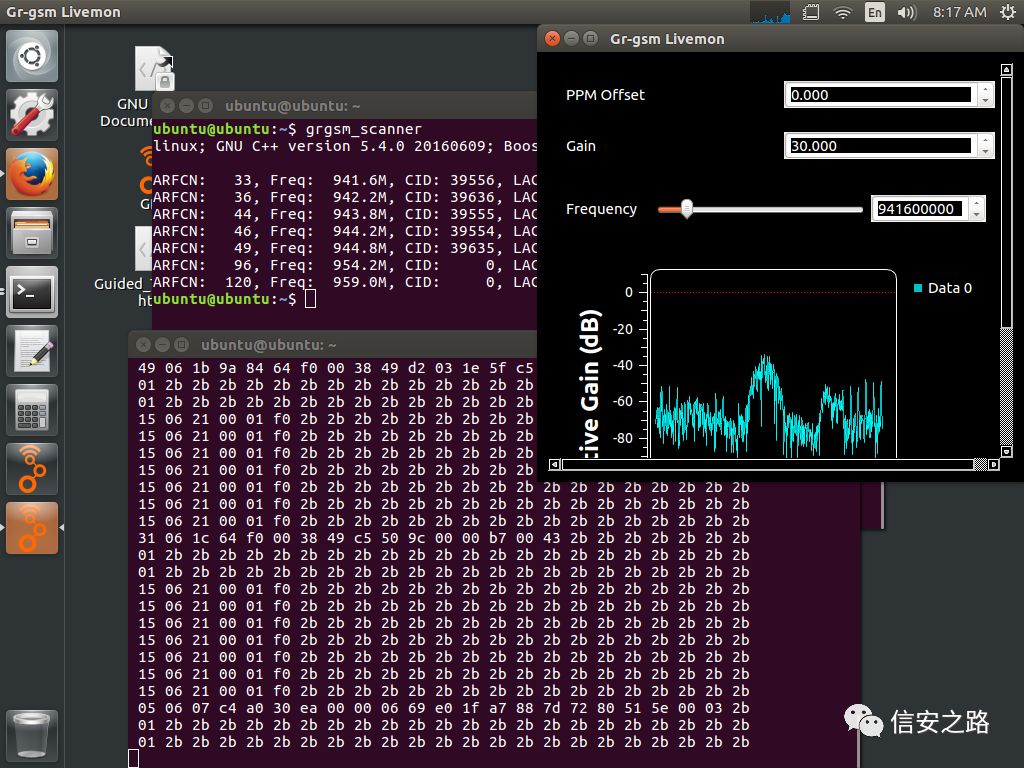 Gr-gsm Livemon
En
8:17 AM
GNU
Docume
ubuntu@ubuntu: ~
ubuntu@ubuntu:~$ grgsm_scanner
linux; GNU C++ version 5.4.0 20160609; Boos
ARFCN:   33, Freq:  941.6M, CID: 39556, LAC
ARFCN:   36, Freq:  942.2M, CID: 39636, LAC
ARFCN:   44, Freq:  943.8M, CID: 39555, LAC
ARFCN:   46, Freq:  944.2M, CID: 39554, LAC
ARFCN:   49, Freq:  944.8M, CID: 39635, LAC
ARFCN:   96, Freq:  954.2M, CID:     0, LAC
ARFCN:  120, Freq:  959.0M, CID:     0, LAC
ubuntu@ubuntu:~$
Guided_
ht
Gr-gsm Livemon
PPM Offset
0.000
Gain
30.000
Frequency
941600000
Data 0
0
-20
-40
-60
-80
tive Gain (dB)
ubuntu@ubuntu: ~
49 06 1b 9a 84 64 f0 00 38 49 d2 03 1e 5f c5
01 2b 2b 2b 2b 2b 2b 2b 2b 2b 2b 2b 2b 2b 2b
01 2b 2b 2b 2b 2b 2b 2b 2b 2b 2b 2b 2b 2b 2b
15 06 21 00 01 f0 2b 2b 2b 2b 2b 2b 2b 2b 2b
15 06 21 00 01 f0 2b 2b 2b 2b 2b 2b 2b 2b 2b
15 06 21 00 01 f0 2b 2b 2b 2b 2b 2b 2b 2b 2b
15 06 21 00 01 f0 2b 2b 2b 2b 2b 2b 2b 2b 2b
15 06 21 00 01 f0 2b 2b 2b 2b 2b 2b 2b 2b 2b 2b 2b 2b 2b 2b 2b 2b 2b
15 06 21 00 01 f0 2b 2b 2b 2b 2b 2b 2b 2b 2b 2b 2b 2b 2b 2b 2b 2b 2b
15 06 21 00 01 f0 2b 2b 2b 2b 2b 2b 2b 2b 2b 2b 2b 2b 2b 2b 2b 2b 2b
31 06 1c 64 f0 00 38 49 c5 50 9c 00 00 b7 00 43 2b 2b 2b 2b 2b 2b 2b
01 2b 2b 2b 2b 2b 2b 2b 2b 2b 2b 2b 2b 2b 2b 2b 2b 2b 2b 2b 2b 2b 2b
01 2b 2b 2b 2b 2b 2b 2b 2b 2b 2b 2b 2b 2b 2b 2b 2b 2b 2b 2b 2b 2b 2b
15 06 21 00 01 f0 2b 2b 2b 2b 2b 2b 2b 2b 2b 2b 2b 2b 2b 2b 2b 2b 2b
15 06 21 00 01 f0 2b 2b 2b 2b 2b 2b 2b 2b 2b 2b 2b 2b 2b 2b 2b 2b 2b
15 06 21 00 01 f0 2b 2b 2b 2b 2b 2b 2b 2b 2b 2b 2b 2b 2b 2b 2b 2b 2b
15 06 21 00 01 f0 2b 2b 2b 2b 2b 2b 2b 2b 2b 2b 2b 2b 2b 2b 2b 2b 2b
15 06 21 00 01 f0 2b 2b 2b 2b 2b 2b 2b 2b 2b 2b 2b 2b 2b 2b 2b 2b 2b
15 06 21 00 01 f0 2b 2b 2b 2b 2b 2b 2b 2b 2b 2b 2b 2b 2b 2b 2b 2b 2b
15 06 21 00 01 f0 2b 2b 2b 2b 2b 2b 2b 2b 2b 2b 2b 2b 2b 2b 2b 2b 2b
05 06 07 c4 a0 30 ea 00 00 06 69 e0 1f a7 88 7d 72 80 51 5e 00 03 2b
01 2b 2b 2b 2b 2b 2b 2b 2b 2b 2b 2b 2b 2b 2b 2b 2b 2b 2b 2b 2b 2b 2b
01 2b 2b 2b 2b 2b 2b 2b 2b 2b 2b 2b 2b 2b 2b 2b 2b 2b 2b 2b 2b 2b 2b
信安之路